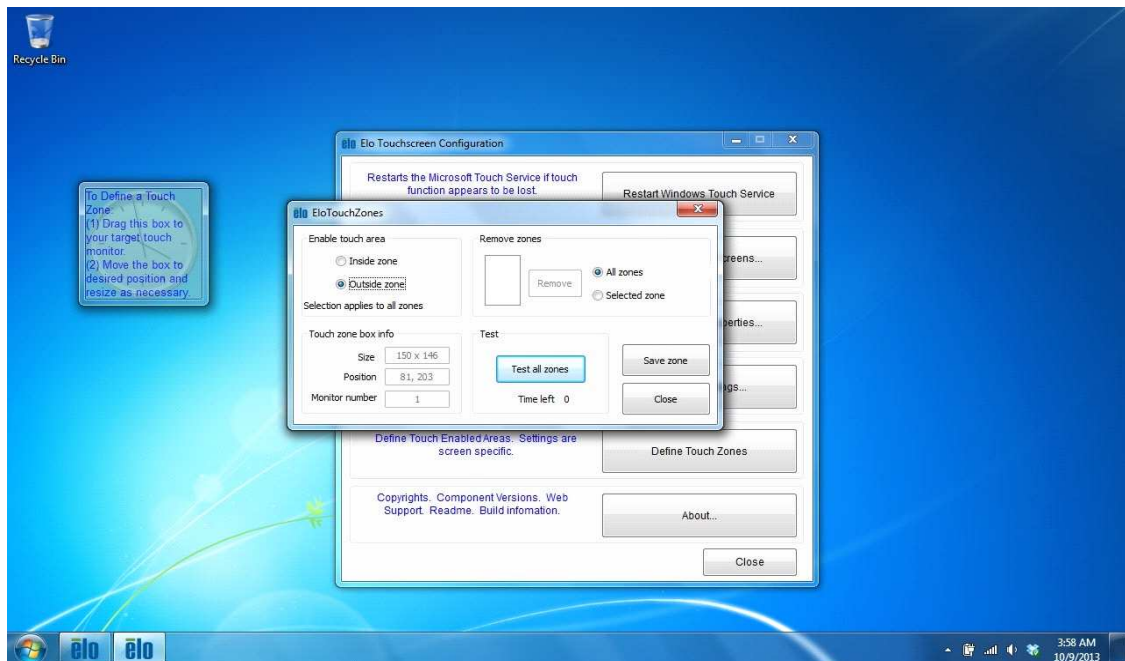 Recycle Bin
To Define a Touch
Zone:
(1) Drag this box to
your target touch
monitor.
(2) Move the box to
desired position and
resize as necessary.
elo Elo Touchscreen Configuration
Restarts the Microsoft Touch Service if touch
function appears to be lost.
Restart Windows Touch Service
elo EloTouchZones
Enable touch area
Inside zone
Outside zone
Selection applies to all zones
Remove zones
Remove
All zones
Selected zone
Touch zone box info
Size 150 x 146
Position 81, 203
Monitor number 1
Test
Test all zones
Time left 0
Save zone
Close
Define Touch Enabled Areas. Settings are
screen specific.
Define Touch Zones
Copyrights. Component Versions. Web
Support. Readme. Build infomation.
About...
Close
elo elo
3:58 AM
10/9/2013